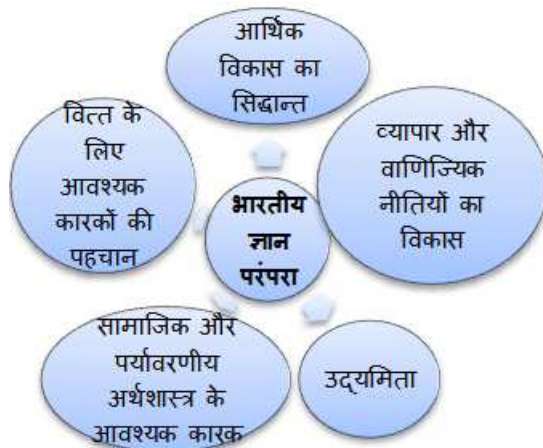 आर्थिक
विकास का
सिद्धान्त
वित्त के
लिए
आवश्यक
कारकों की
पहचान
व्यापार और
वाणिज्यिक
नीतियों का
विकास
भारतीय
ज्ञान
परंपरा
सामाजिक और
पर्यावरणीय
अर्थशास्त्र के
आवश्यक कारक
उद्यमिता